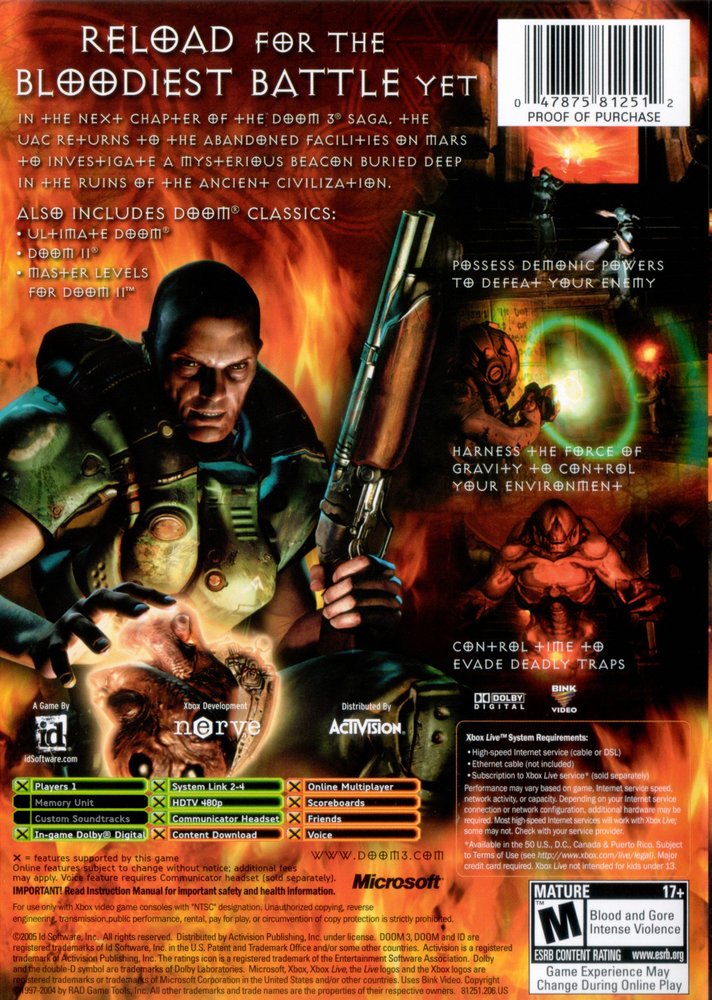 RELOAD FOR THE
BLOODIEST BATTLE YET
IN THE NEXT CHAPTER OF THE DOOM 3® SAGA, THE
UAC RETURNS TO THE ABANDONED FACILITIES ON MARS
TO INVESTIGATE A MYSTERIOUS BEACON BURIED DEEP
IN THE RUINS OF THE ANCIENT CIVILIZATION.
ALSO INCLUDES DOOM® CLASSICS:
• ULTIMATE DOOM®
• DOOM II®
• MASTER LEVELS
FOR DOOM II™
0 47875 81251 2
PROOF OF PURCHASE
POSSESS DEMONIC POWERS
TO DEFEAT YOUR ENEMY
HARNESS THE FORCE OF
GRAVITY TO CONTROL
YOUR ENVIRONMENT
CONTROL TIME TO
EVADE DEADLY TRAPS
A Game By
id
idSoftware.com
Xbox Development
nerve
Distributed By
ACTIVISION
DOLBY
DIGITAL
BINK
VIDEO
Players 1
Memory Unit
Custom Soundtracks
In-game Dolby® Digital
System Link 2-4
HDTV 480p
Communicator Headset
Content Download
Online Multiplayer
Scoreboards
Friends
Voice
X = features supported by this game
Online features subject to change without notice; additional fees
may apply. Voice feature requires Communicator headset (sold separately).
IMPORTANT! Read Instruction Manual for important safety and health information.
WWW.DOOM3.COM
Microsoft
For use only with Xbox video game consoles with "NTSC" designation. Unauthorized copying, reverse
engineering, transmission,public performance, rental, pay for play, or circumvention of copy protection is strictly prohibited.
©2005 Id Software, Inc. All rights reserved. Distributed by Activision Publishing, Inc. under license. DOOM 3, DOOM and ID are
registered trademarks of Id Software, Inc. in the U.S. Patent and Trademark Office and/or some other countries. Activision is a registered
trademark of Activision Publishing, Inc. The ratings icon is a registered trademark of the Entertainment Software Association. Dolby
and the double-D symbol are trademarks of Dolby Laboratories. Microsoft, Xbox, Xbox Live, the Live logos and the Xbox logos are
registered trademarks or trademarks of Microsoft Corporation in the United States and/or other countries. Uses Bink Video. Copyright
©1997-2004 by RAD Game Tools, Inc. All other trademarks and trade names are the properties of their respective owners. 81251.206.US
Xbox Live™ System Requirements:
• High-speed Internet service (cable or DSL)
• Ethernet cable (not included)
• Subscription to Xbox Live service* (sold separately)
Performance may vary based on game, Internet service speed,
network activity, or capacity. Depending on your Internet service
connection or network configuration, additional hardware may be
required. Most high-speed Internet services will work with Xbox Live;
some may not. Check with your service provider.
*Available in the 50 U.S., D.C., Canada & Puerto Rico. Subject
to Terms of Use (see http://www.xbox.com/live/legal). Major
credit card required. Xbox Live not intended for kids under 13.
MATURE 17+
M
Blood and Gore
Intense Violence
ESRB CONTENT RATING www.esrb.org
Game Experience May
Change During Online Play